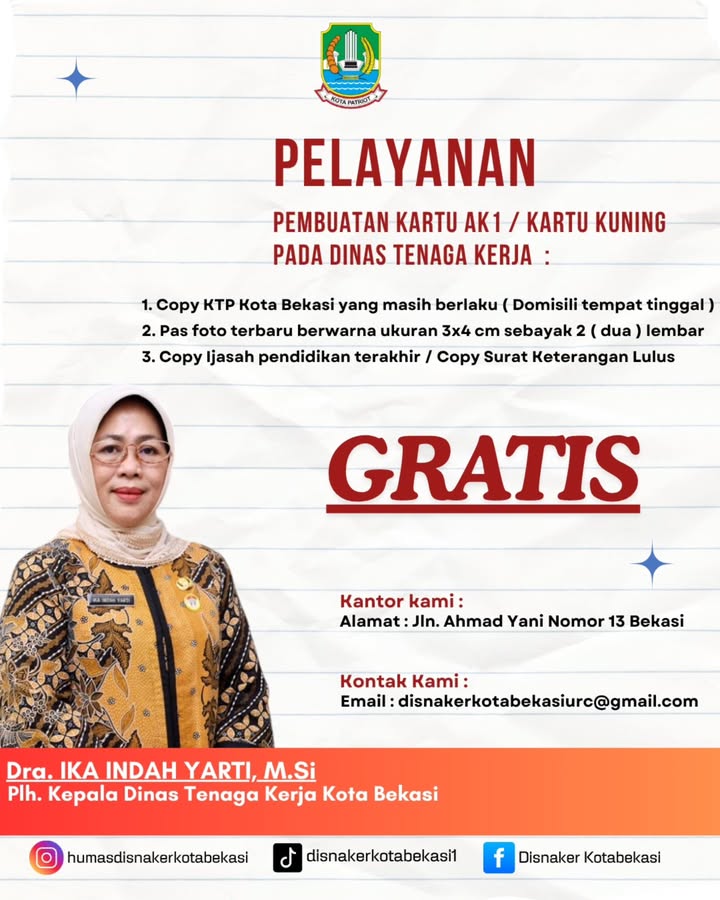 KOTA PATRIOT
PELAYANAN
PEMBUATAN KARTU AK1 / KARTU KUNING
PADA DINAS TENAGA KERJA :
1. Copy KTP Kota Bekasi yang masih berlaku ( Domisili tempat tinggal )
2. Pas foto terbaru berwarna ukuran 3x4 cm sebayak 2 ( dua ) lembar
3. Copy Ijasah pendidikan terakhir / Copy Surat Keterangan Lulus
GRATIS
IKA INDAH YARTI
Kantor kami :
Alamat : Jln. Ahmad Yani Nomor 13 Bekasi
Kontak Kami :
Email : disnakerkotabekasiurc@gmail.com
Dra. IKA INDAH YARTI, M.Si
Plh. Kepala Dinas Tenaga Kerja Kota Bekasi
humasdisnakerkotabekasi
disnakerkotabekasi1
Disnaker Kotabekasi